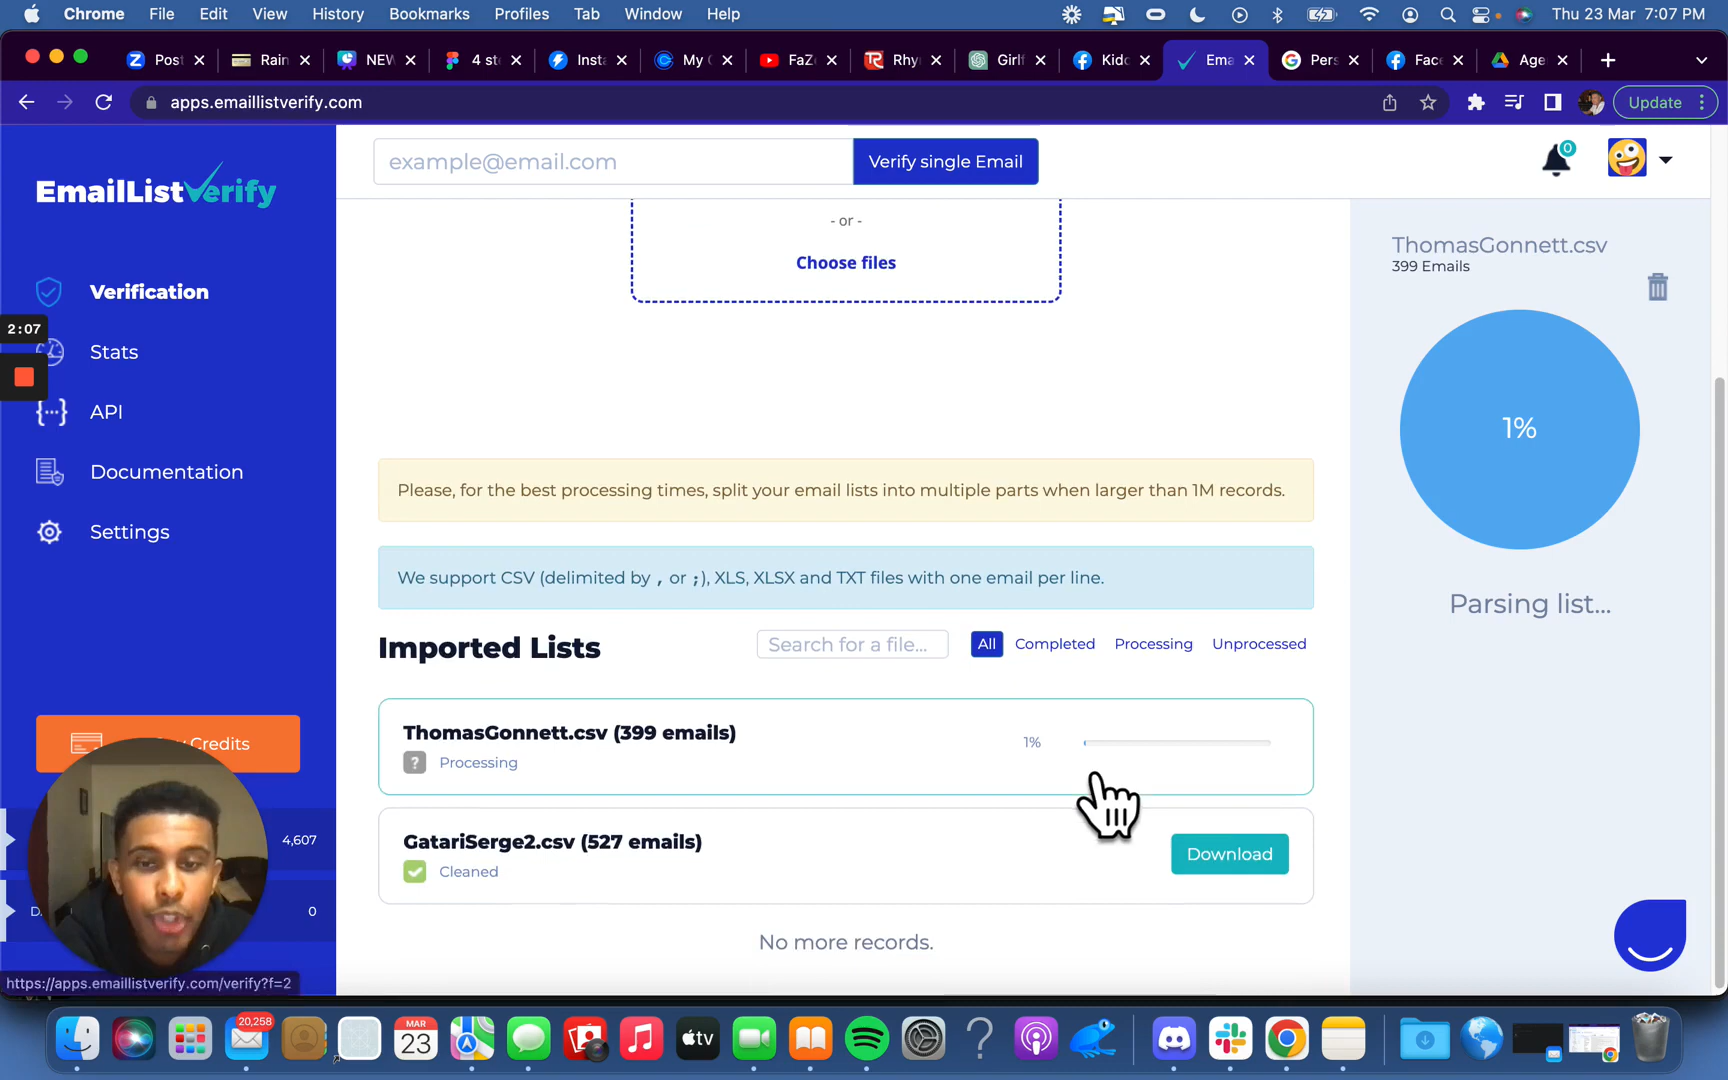 Chrome File Edit View History Bookmarks Profiles Tab Window Help
Thu 23 Mar 7:07 PM
Post
Rain
NEW
4 st
Insta
My C
FaZ
Rhy
Girlf
Kido
Ema
Pers
Face
Age
apps.emaillistverify.com
Update
EmailListVerify
example@email.com
Verify single Email
0
- or -
Choose files
ThomasGonnett.csv
399 Emails
Verification
2:07
Stats
API
Documentation
Settings
1%
Parsing list...
Please, for the best processing times, split your email lists into multiple parts when larger than 1M records.
We support CSV (delimited by , or ;), XLS, XLSX and TXT files with one email per line.
Imported Lists
Search for a file...
All Completed Processing Unprocessed
ThomasGonnett.csv (399 emails)
1%
? Processing
Credits
4,607
GatariSerge2.csv (527 emails)
Cleaned
Download
D
0
No more records.
https://apps.emaillistverify.com/verify?f=2
20,258
MAR
23
tv